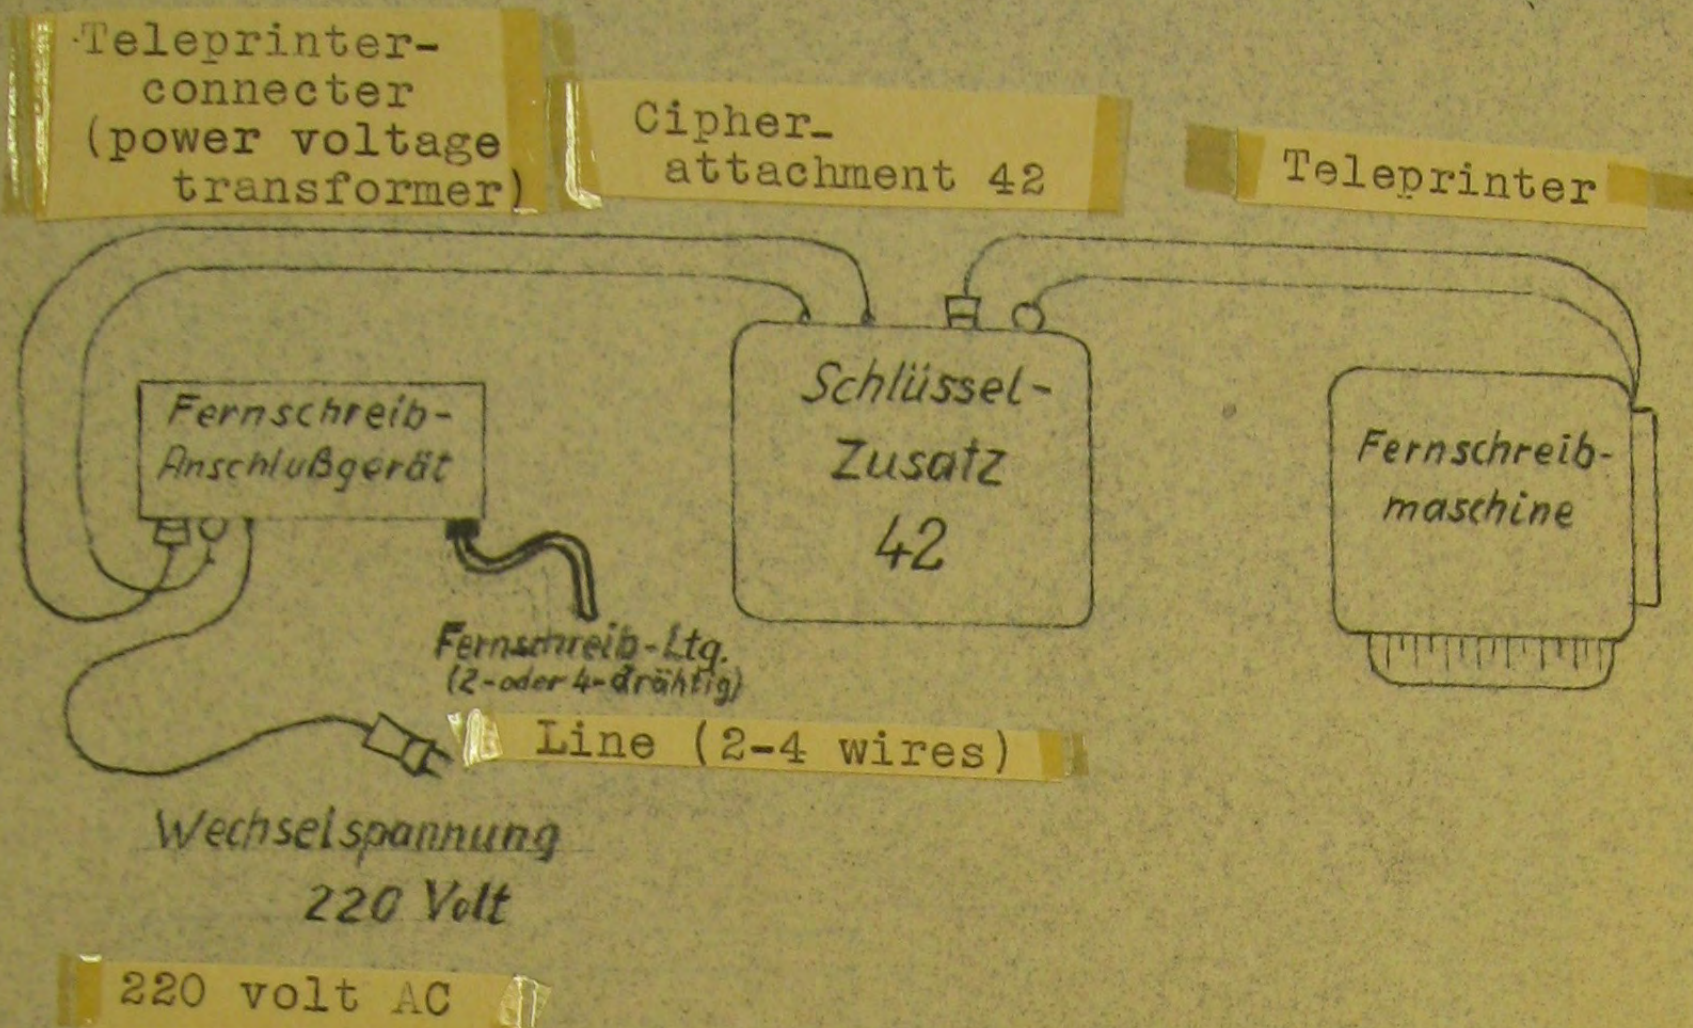 Teleprinter-
connecter
(power voltage
transformer)
Cipher-
attachment 42
Teleprinter
Fernschreib-
Anschlußgerät
Schlüssel-
Zusatz
42
Fernschreib-
maschine
Fernschreib-Ltg.
(2-oder 4-drähtig)
Line (2-4 wires)
Wechselspannung
220 Volt
220 volt AC